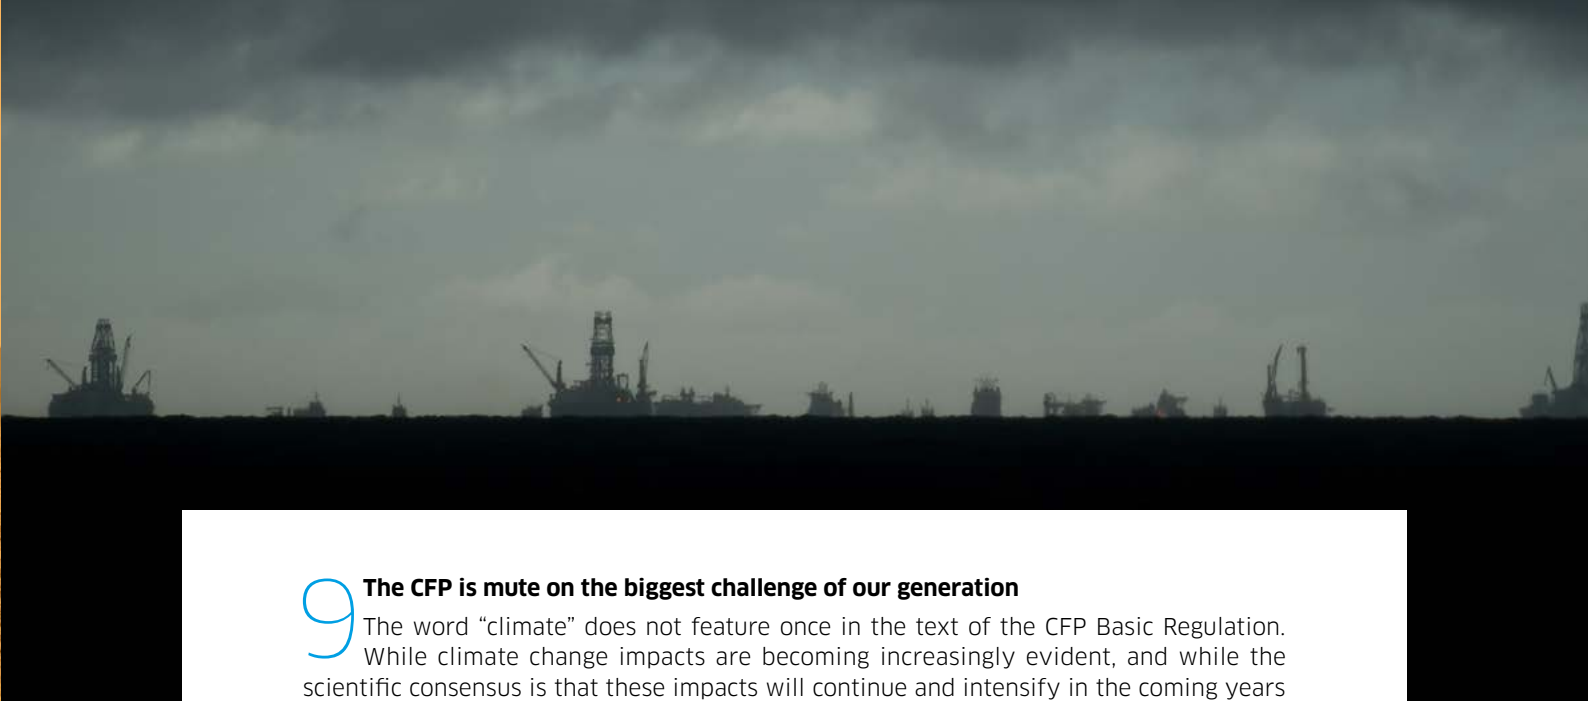 9
The CFP is mute on the biggest challenge of our generation
The word “climate” does not feature once in the text of the CFP Basic Regulation.
While climate change impacts are becoming increasingly evident, and while the
scientific consensus is that these impacts will continue and intensify in the coming years